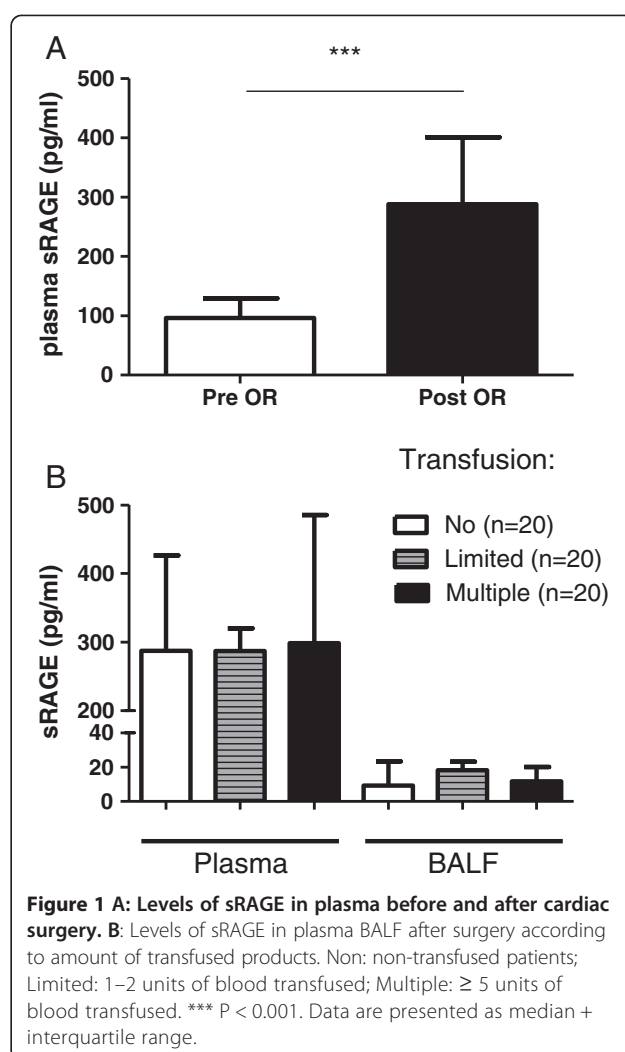 A
***
plasma sRAGE (pg/ml)
500
400
300
200
100
0
Pre OR
Post OR
B
Transfusion:
No (n=20)
Limited (n=20)
Multiple (n=20)
sRAGE (pg/ml)
500
400
300
200
40
20
0
Plasma
BALF
Figure 1 A: Levels of sRAGE in plasma before and after cardiac
surgery. B: Levels of sRAGE in plasma BALF after surgery according
to amount of transfused products. Non: non-transfused patients;
Limited: 1–2 units of blood transfused; Multiple: ≥ 5 units of
blood transfused. *** P < 0.001. Data are presented as median +
interquartile range.